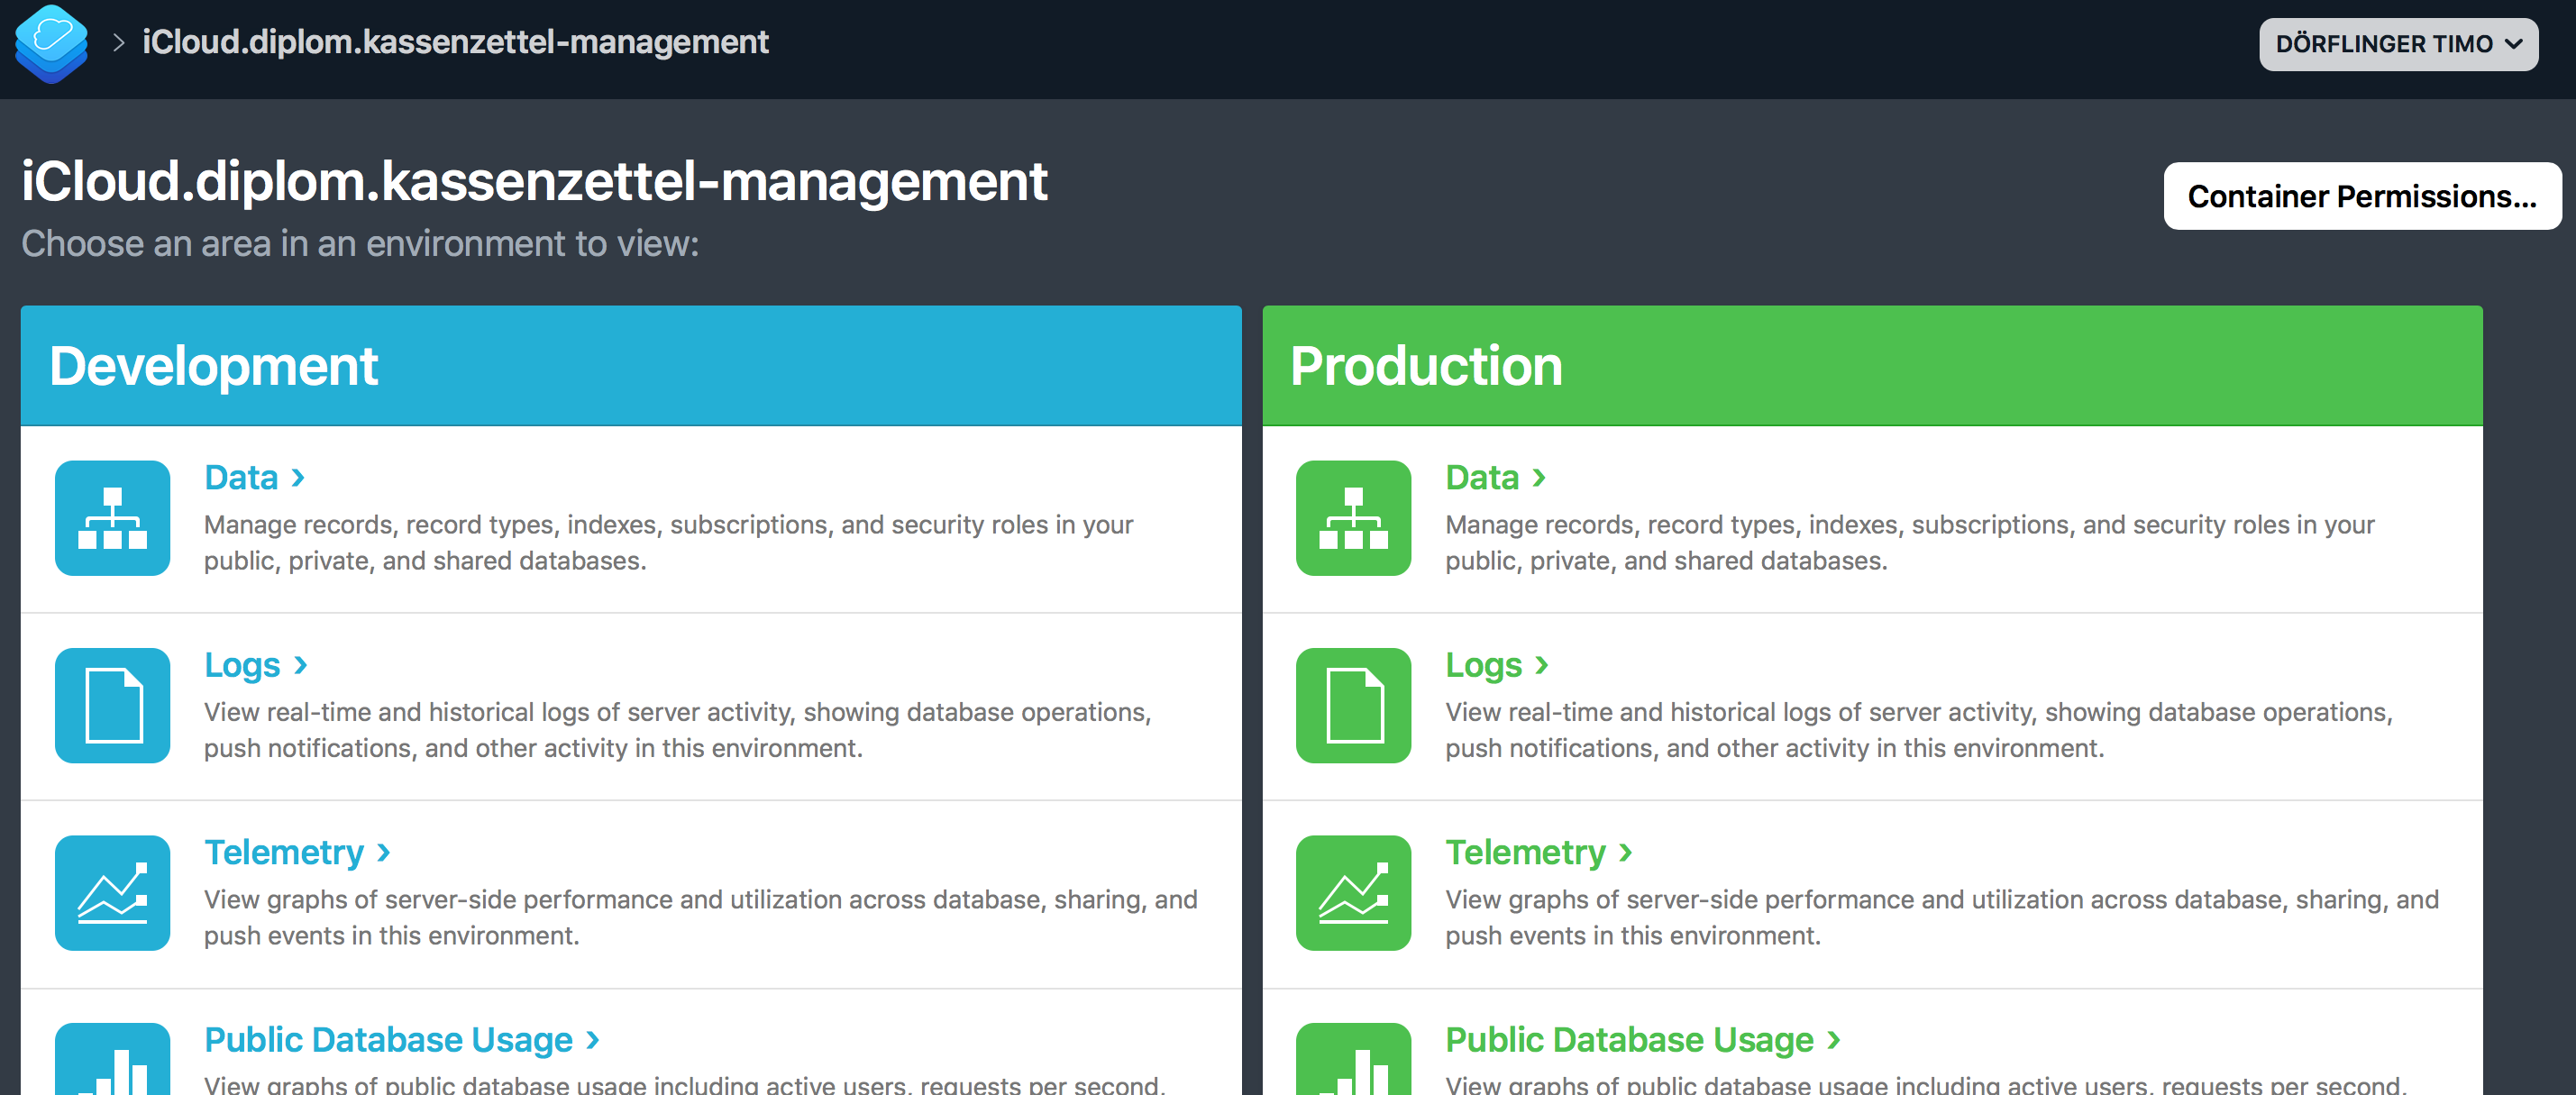 iCloud.diplom.kassenzettel-management
DÖRFLINGER TIMO
iCloud.diplom.kassenzettel-management
Container Permissions...
Choose an area in an environment to view:
Development
Data
Manage records, record types, indexes, subscriptions, and security roles in your
public, private, and shared databases.
Logs
View real-time and historical logs of server activity, showing database operations,
push notifications, and other activity in this environment.
Telemetry
View graphs of server-side performance and utilization across database, sharing, and
push events in this environment.
Public Database Usage
View graphs of public database usage including active users, requests per second,
Production
Data
Manage records, record types, indexes, subscriptions, and security roles in your
public, private, and shared databases.
Logs
View real-time and historical logs of server activity, showing database operations,
push notifications, and other activity in this environment.
Telemetry
View graphs of server-side performance and utilization across database, sharing, and
push events in this environment.
Public Database Usage
View graphs of public database usage including active users, requests per second,